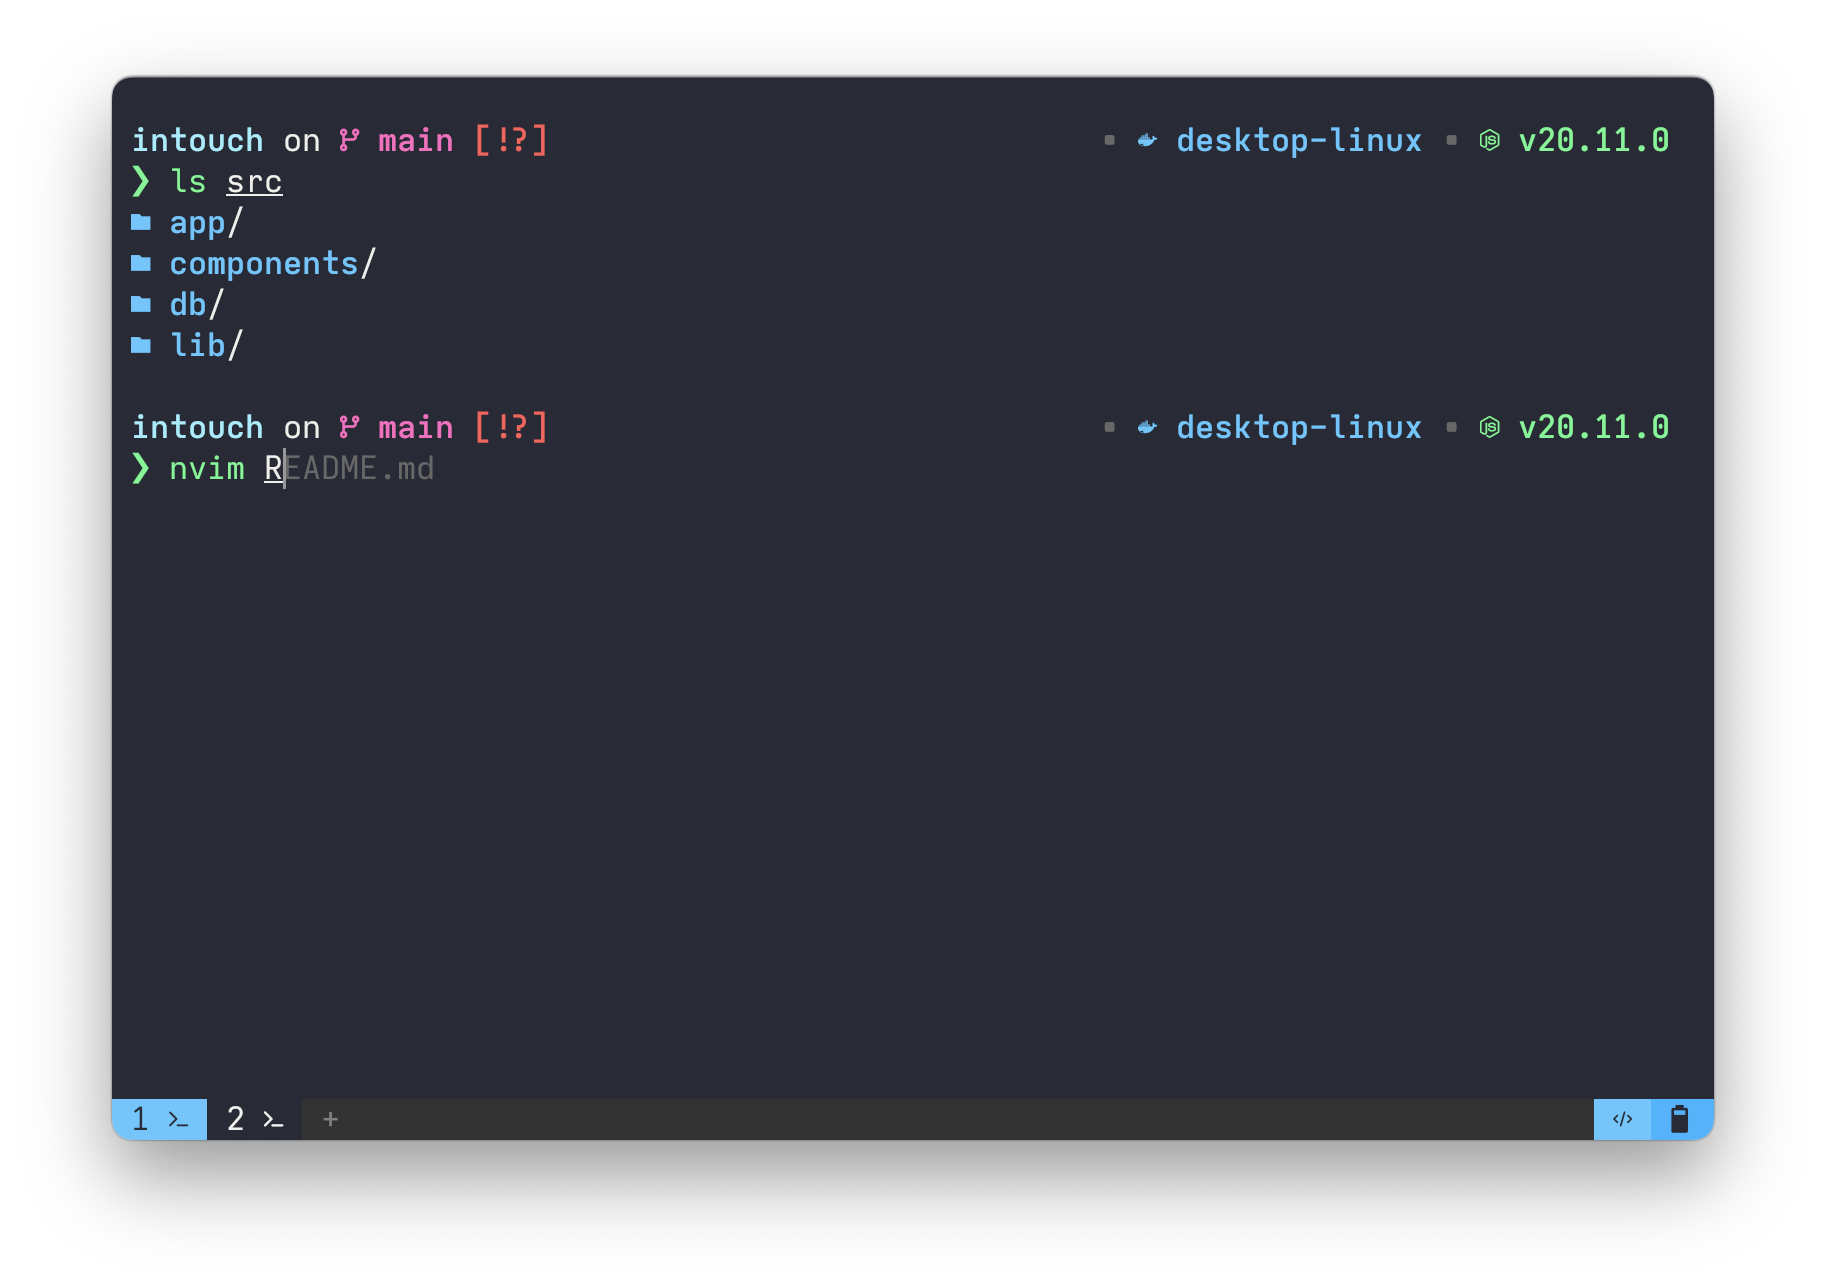 intouch on main [!?] desktop-linux v20.11.0
❯ ls src
app/
components/
db/
lib/
intouch on main [!?] desktop-linux v20.11.0
❯ nvim README.md
1 >_ 2 >_ + </>